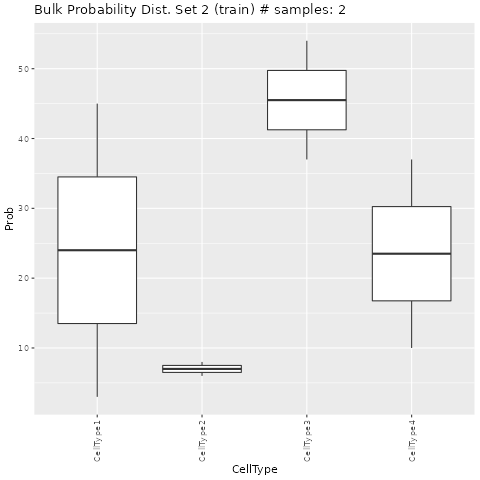 Bulk Probability Dist. Set 2 (train) # samples: 2
50
40
30
20
10
Prob
CellType1
CellType2
CellType3
CellType4
CellType